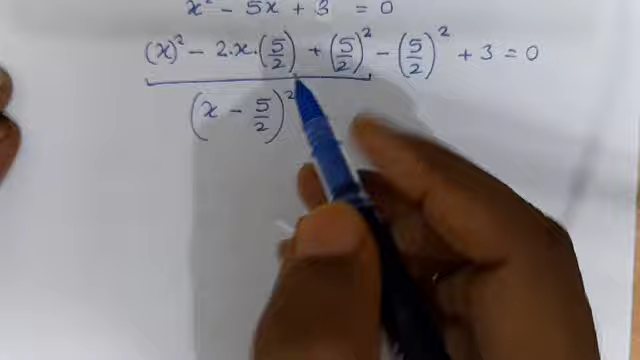 x² - 5x + 3 = 0
(x)² - 2·x·(5/2) + (5/2)² - (5/2)² + 3 = 0
(x - 5/2)²